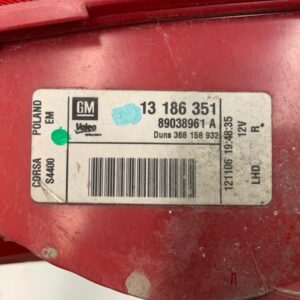 CORSA POLAND
S4400 EM
GM
Valeo
13 186 351
89038961 A
Duns 368 158 932
121106 19:48:35 12V
LHD R